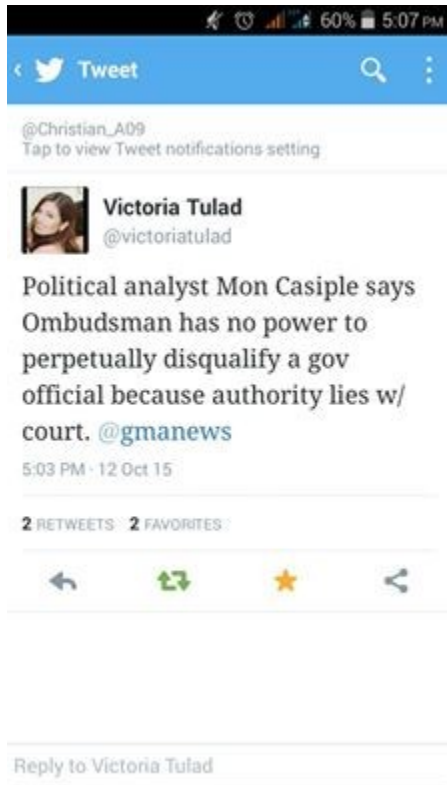 60% 5:07 PM
Tweet
@Christian_A09
Tap to view Tweet notifications setting
Victoria Tulad
@victoriatulad
Political analyst Mon Casiple says
Ombudsman has no power to
perpetually disqualify a gov
official because authority lies w/
court. @gmanews
5:03 PM · 12 Oct 15
2 RETWEETS 2 FAVORITES
Reply to Victoria Tulad